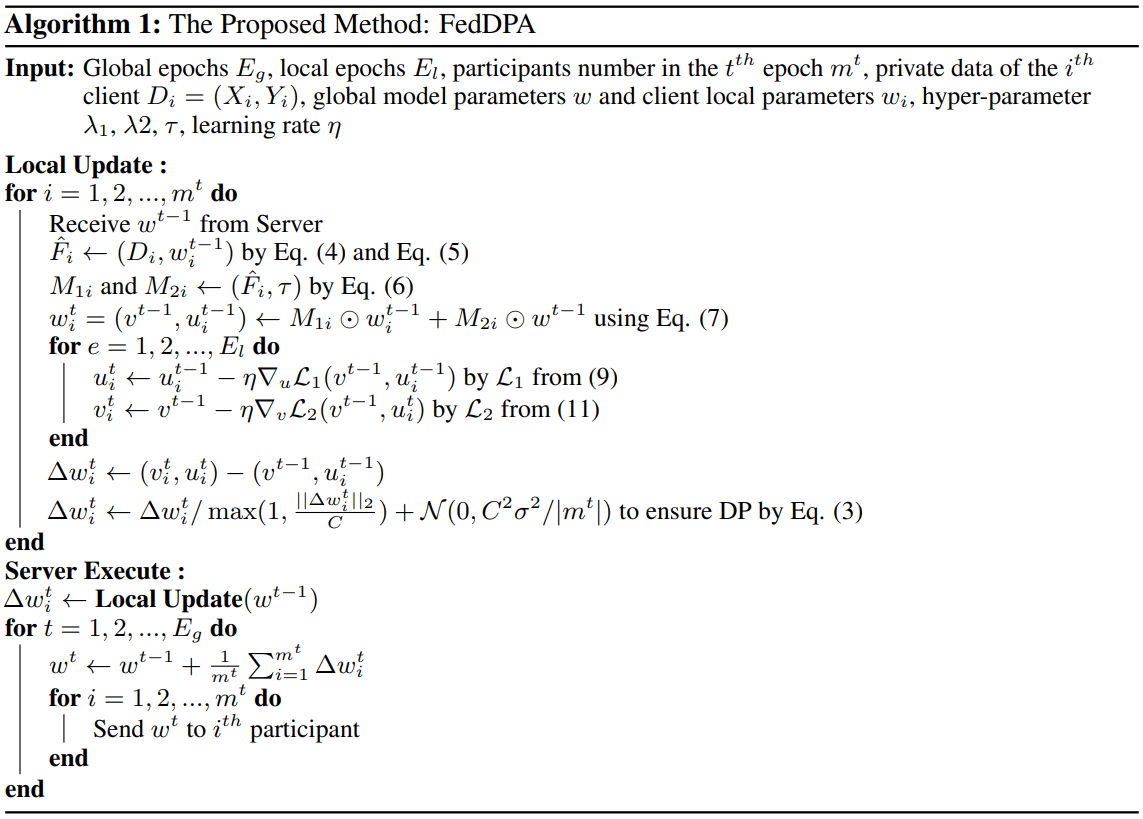 Algorithm 1: The Proposed Method: FedDPA
Input: Global epochs $E_g$, local epochs $E_l$, participants number in the $t^{th}$ epoch $m^t$, private data of the $i^{th}$
client $D_i = (X_i, Y_i)$, global model parameters $w$ and client local parameters $w_i$, hyper-parameter
$\lambda_1$, $\lambda 2$, $\tau$, learning rate $\eta$
Local Update :
for $i = 1, 2, ..., m^t$ do
Receive $w^{t-1}$ from Server
$\hat{F}_i \leftarrow (D_i, w_i^{t-1})$ by Eq. (4) and Eq. (5)
$M_{1i}$ and $M_{2i} \leftarrow (\hat{F}_i, \tau)$ by Eq. (6)
$w_i^t = (v^{t-1}, u_i^{t-1}) \leftarrow M_{1i} \odot w_i^{t-1} + M_{2i} \odot w^{t-1}$ using Eq. (7)
for $e = 1, 2, ..., E_l$ do
$u_i^t \leftarrow u_i^{t-1} - \eta \nabla_u \mathcal{L}_1(v^{t-1}, u_i^{t-1})$ by $\mathcal{L}_1$ from (9)
$v_i^t \leftarrow v^{t-1} - \eta \nabla_v \mathcal{L}_2(v^{t-1}, u_i^t)$ by $\mathcal{L}_2$ from (11)
end
$\Delta w_i^t \leftarrow (v_i^t, u_i^t) - (v^{t-1}, u_i^{t-1})$
$\Delta w_i^t \leftarrow \Delta w_i^t / \max(1, \frac{||\Delta w_i^t||_2}{C}) + \mathcal{N}(0, C^2\sigma^2/|m^t|)$ to ensure DP by Eq. (3)
end
Server Execute :
$\Delta w_i^t \leftarrow$ Local Update$(w^{t-1})$
for $t = 1, 2, ..., E_g$ do
$w^t \leftarrow w^{t-1} + \frac{1}{m^t} \sum_{i=1}^{m^t} \Delta w_i^t$
for $i = 1, 2, ..., m^t$ do
Send $w^t$ to $i^{th}$ participant
end
end